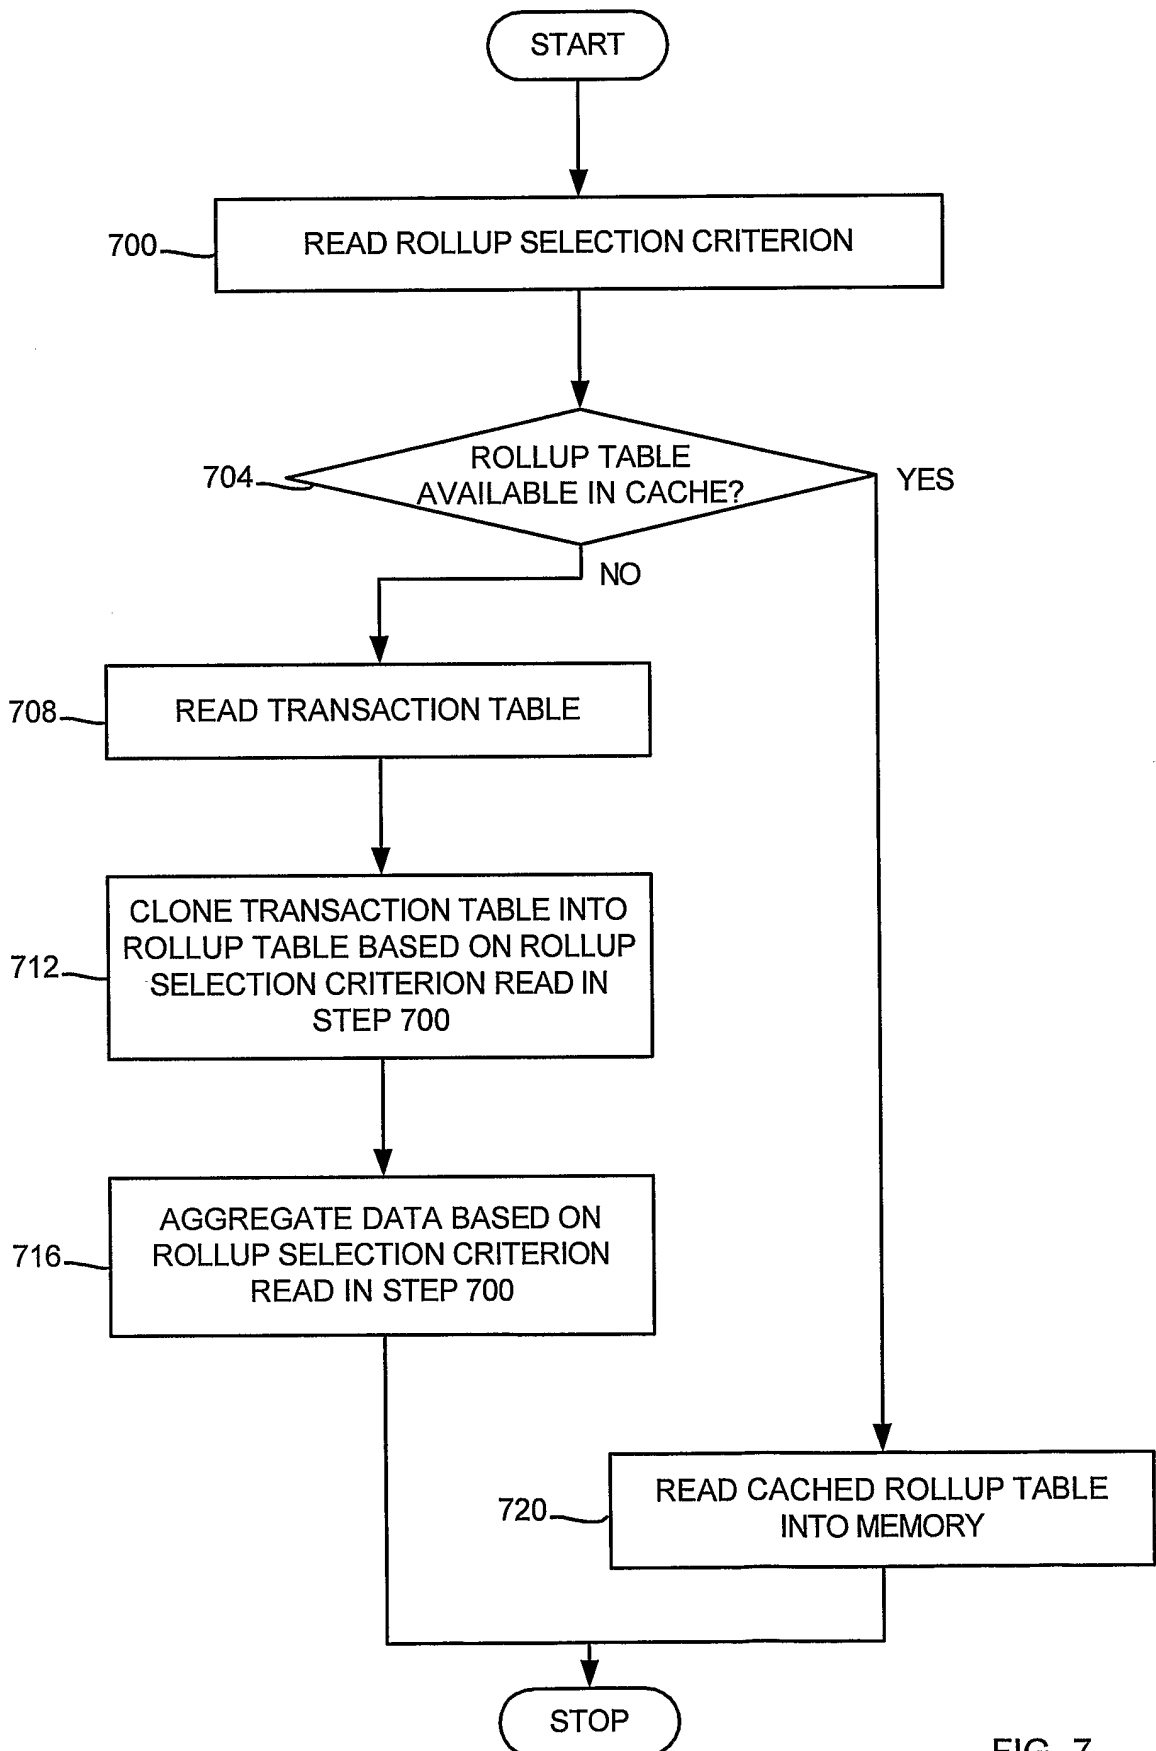 START
700
READ ROLLUP SELECTION CRITERION
704
ROLLUP TABLE
AVAILABLE IN CACHE?
YES
NO
708
READ TRANSACTION TABLE
712
CLONE TRANSACTION TABLE INTO
ROLLUP TABLE BASED ON ROLLUP
SELECTION CRITERION READ IN
STEP 700
716
AGGREGATE DATA BASED ON
ROLLUP SELECTION CRITERION
READ IN STEP 700
720
READ CACHED ROLLUP TABLE
INTO MEMORY
STOP
FIG. 7